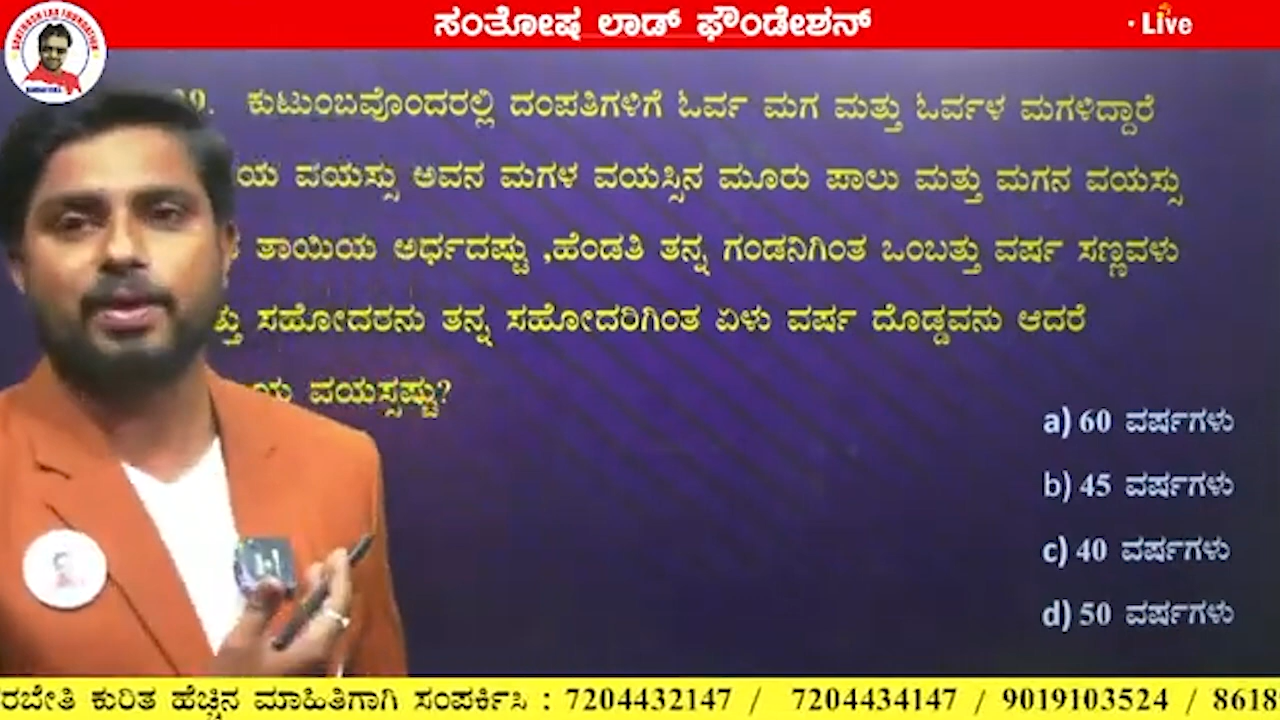 ಸಂತೋಷ ಲಾಡ್ ಫೌಂಡೇಶನ್
Live
ಕುಟುಂಬವೊಂದರಲ್ಲಿ ದಂಪತಿಗಳಿಗೆ ಓರ್ವ ಮಗ ಮತ್ತು ಓರ್ವಳ ಮಗಳಿದ್ದಾರೆ
ವಯಸ್ಸು ಅವನ ಮಗಳ ವಯಸ್ಸಿನ ಮೂರು ಪಾಲು ಮತ್ತು ಮಗನ ವಯಸ್ಸು
ತಾಯಿಯ ಅರ್ಧದಷ್ಟು ,ಹೆಂಡತಿ ತನ್ನ ಗಂಡನಿಗಿಂತ ಒಂಬತ್ತು ವರ್ಷ ಸಣ್ಣವಳು
ಸಹೋದರನು ತನ್ನ ಸಹೋದರಿಗಿಂತ ಏಳು ವರ್ಷ ದೊಡ್ಡವನು ಆದರೆ
ವಯಸ್ಸೆಷ್ಟು?
a) 60 ವರ್ಷಗಳು
b) 45 ವರ್ಷಗಳು
c) 40 ವರ್ಷಗಳು
d) 50 ವರ್ಷಗಳು
ರಬೇತಿ ಕುರಿತ ಹೆಚ್ಚಿನ ಮಾಹಿತಿಗಾಗಿ ಸಂಪರ್ಕಿಸಿ : 7204432147 / 7204434147 / 9019103524 / 8618